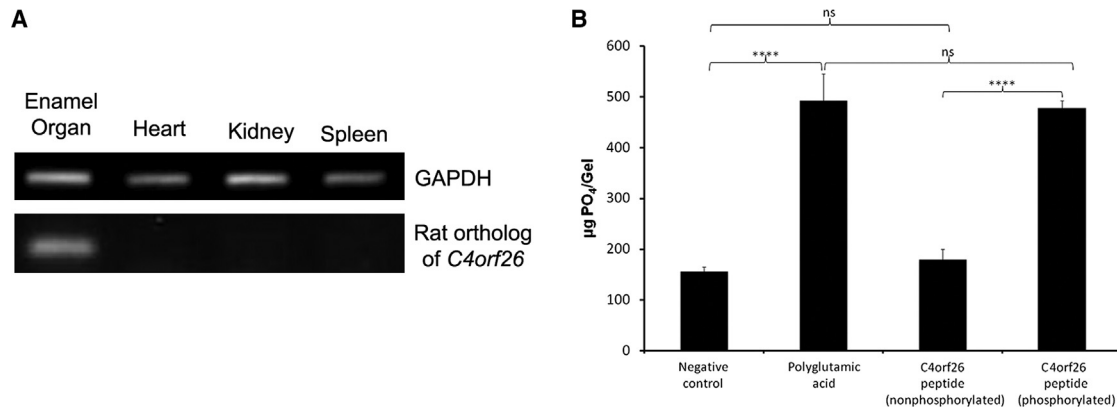 A
Enamel
Organ
Heart
Kidney
Spleen
GAPDH
Rat ortholog
of C4orf26
B
ns
****
ns
****
µg PO4/Gel
600
500
400
300
200
100
0
Negative
control
Polyglutamic
acid
C4orf26
peptide
(nonphosphorylated)
C4orf26
peptide
(phosphorylated)